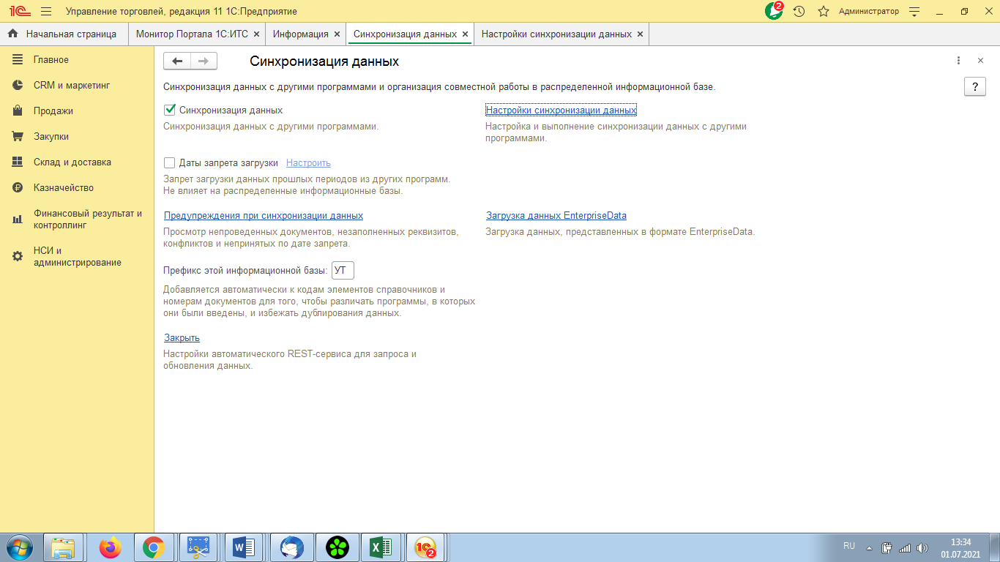 1С Управление торговлей, редакция 11 1С:Предприятие
2
Администратор
Начальная страница
Монитор Портала 1С:ИТС
Информация
Синхронизация данных
Настройки синхронизации данных
Главное
CRM и маркетинг
Продажи
Закупки
Склад и доставка
Казначейство
Финансовый результат и
контроллинг
НСИ и
администрирование
Синхронизация данных
Синхронизация данных с другими программами и организация совместной работы в распределенной информационной базе.
?
Синхронизация данных
Синхронизация данных с другими программами.
Настройки синхронизации данных
Настройка и выполнение синхронизации данных с другими
программами.
Даты запрета загрузки Настроить
Запрет загрузки данных прошлых периодов из других программ.
Не влияет на распределенные информационные базы.
Предупреждения при синхронизации данных
Просмотр непроведенных документов, незаполненных реквизитов,
конфликтов и непринятых по дате запрета.
Загрузка данных EnterpriseData
Загрузка данных, представленных в формате EnterpriseData.
Префикс этой информационной базы: УТ
Добавляется автоматически к кодам элементов справочников и
номерам документов для того, чтобы различать программы, в которых
они были введены, и избежать дублирования данных.
Закрыть
Настройки автоматического REST-сервиса для запроса и
обновления данных.
W
X
1С
2
RU
13:34
01.07.2021